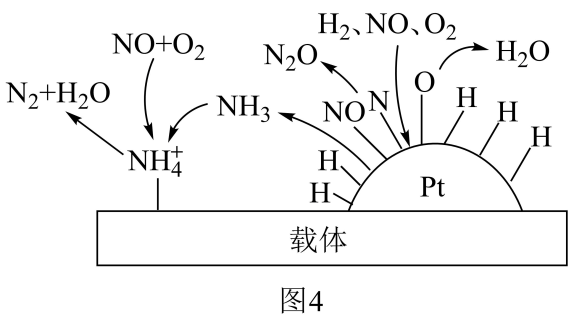 H₂、NO、O₂
NO+O₂
N₂O
H₂O
N₂+H₂O
NH₃
NO
N
O
H
H
H
NH₄⁺
H
H
Pt
载体
图4